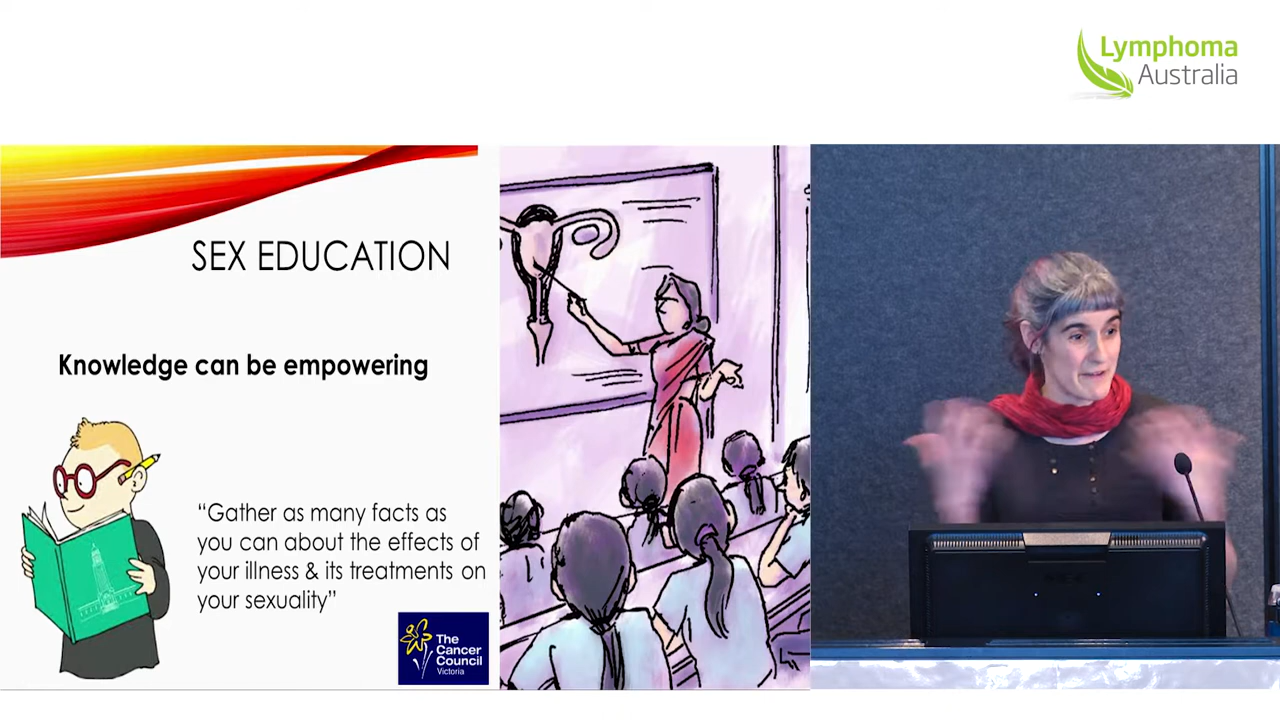 Lymphoma
Australia
SEX EDUCATION
Knowledge can be empowering
“Gather as many facts as
you can about the effects of
your illness & its treatments on
your sexuality”
The
Cancer
Council
Victoria